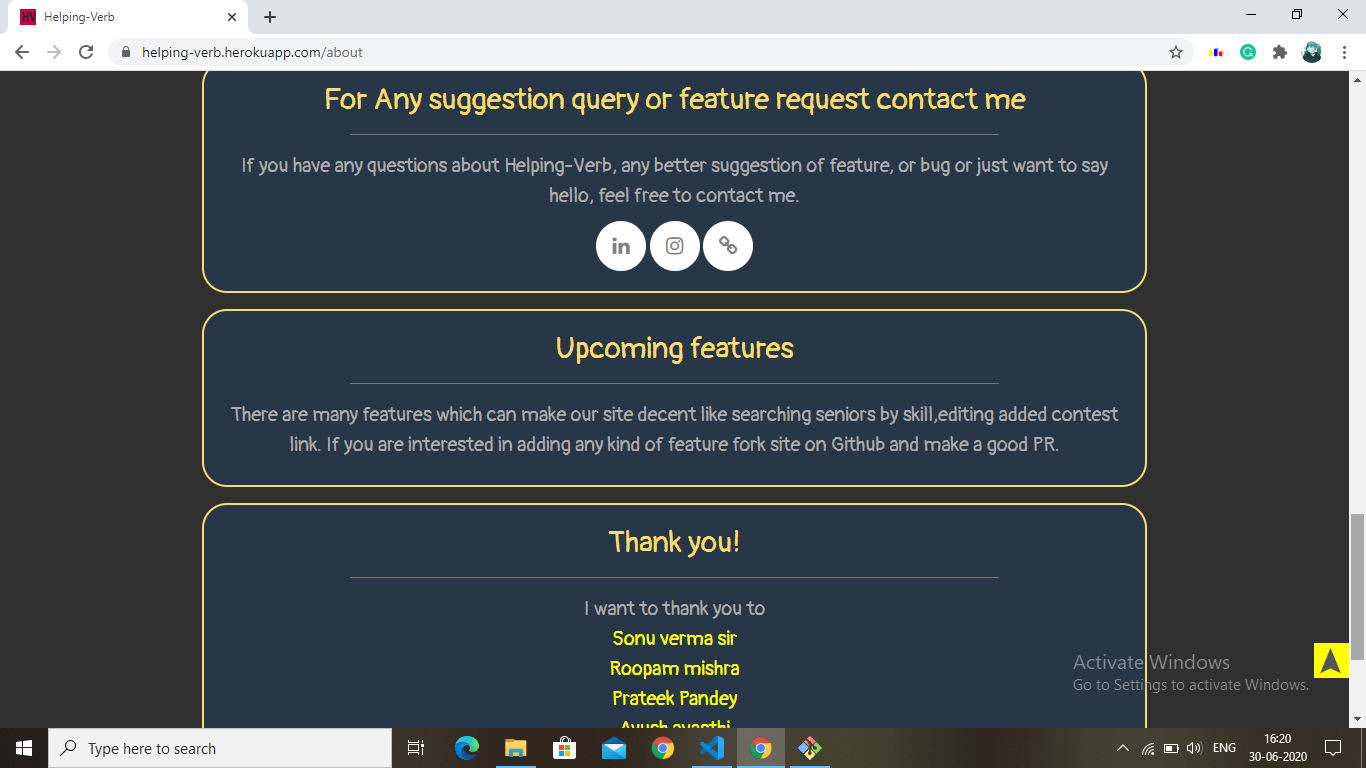 HV Helping-Verb
helping-verb.herokuapp.com/about
For Any suggestion query or feature request contact me
If you have any questions about Helping-Verb, any better suggestion of feature, or bug or just want to say
hello, feel free to contact me.
in
Upcoming features
There are many features which can make our site decent like searching seniors by skill,editing added contest
link. If you are interested in adding any kind of feature fork site on Github and make a good PR.
Thank you!
I want to thank you to
Sonu verma sir
Roopam mishra
Prateek Pandey
Ayush avasthi
Activate Windows
Go to Settings to activate Windows.
Type here to search
ENG
16:20
30-06-2020